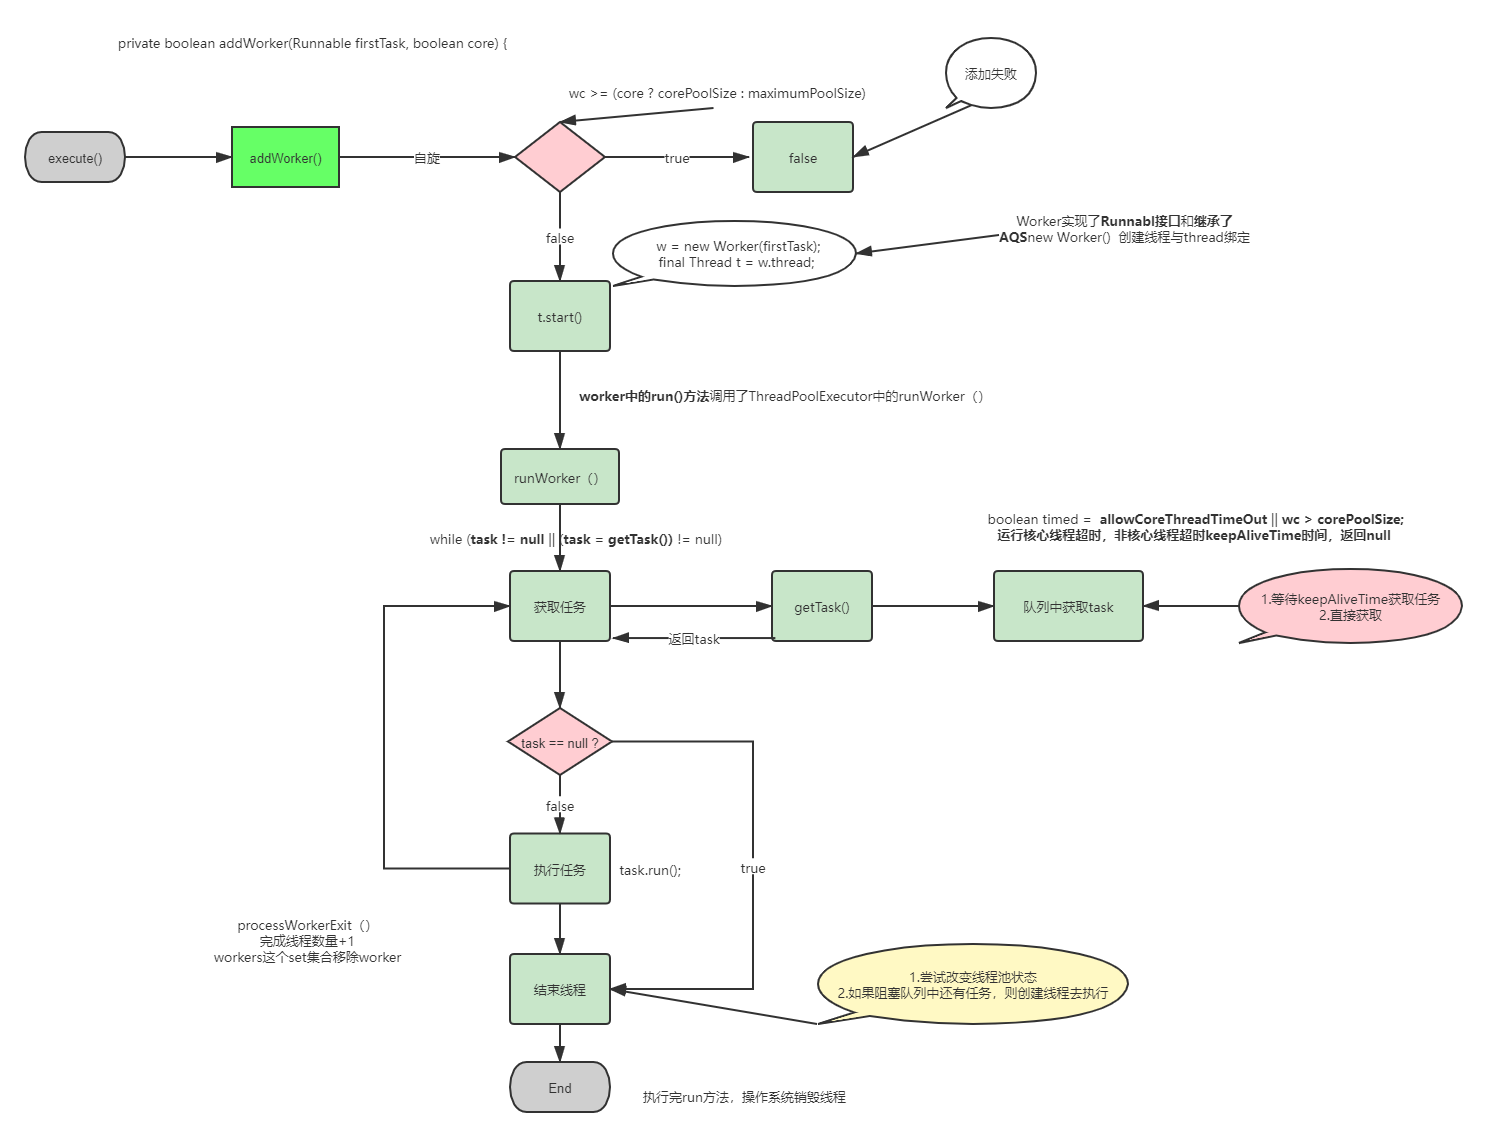 private boolean addWorker(Runnable firstTask, boolean core) {
添加失败
wc >= (core ? corePoolSize : maximumPoolSize)
execute()
addWorker()
自旋
true
false
false
w = new Worker(firstTask);
final Thread t = w.thread;
Worker实现了Runnabl接口和继承了
AQSnew Worker()  创建线程与thread绑定
t.start()
worker中的run()方法调用了ThreadPoolExecutor中的runWorker（）
runWorker（）
while (task != null || (task = getTask()) != null)
boolean timed =  allowCoreThreadTimeOut || wc > corePoolSize;
运行核心线程超时，非核心线程超时keepAliveTime时间，返回null
获取任务
getTask()
队列中获取task
1.等待keepAliveTime获取任务
2.直接获取
返回task
task == null ?
false
true
执行任务
task.run();
processWorkerExit（）
完成线程数量+1
workers这个set集合移除worker
结束线程
1.尝试改变线程池状态
2.如果阻塞队列中还有任务，则创建线程去执行
End
执行完run方法，操作系统销毁线程